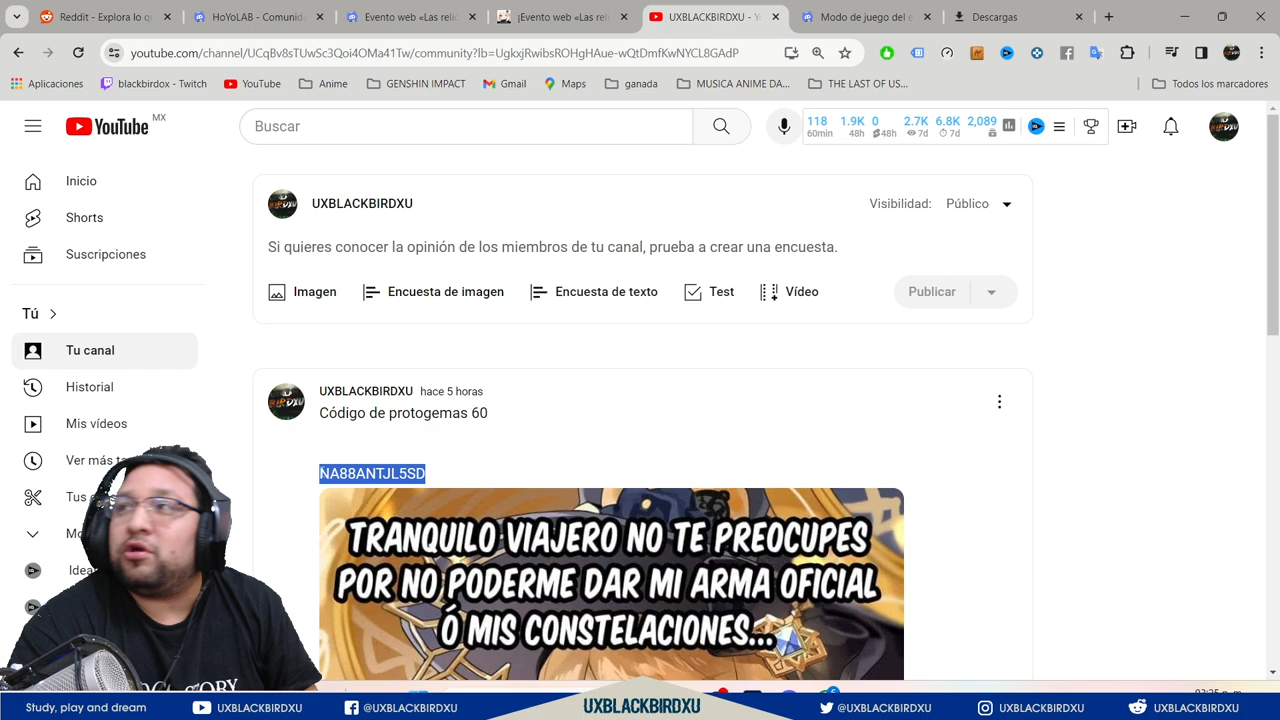 Reddit - Explora lo q
HoYoLAB - Comunid
Evento web «Las relic
¡Evento web «Las reli
UXBLACKBIRDXU - Y
Modo de juego del e
Descargas
youtube.com/channel/UCqBv8sTUwSc3Qoi4OMa41Tw/community?lb=UgkxjRwibsROHgHAue-wQtDmfKwNYCL8GAdP
Aplicaciones
blackbirdox - Twitch
YouTube
Anime
GENSHIN IMPACT
Gmail
Maps
ganada
MUSICA ANIME DA...
THE LAST OF US...
Todos los marcadores
YouTube MX
Buscar
118 1.9K 0 2.7K 6.8K 2,089
60min 48h 48h 7d 7d
Inicio
Shorts
Suscripciones
Tú
Tu canal
Historial
Mis vídeos
Ver más ta
Tus
Mo
Idea
UXBLACKBIRDXU
Visibilidad: Público
Si quieres conocer la opinión de los miembros de tu canal, prueba a crear una encuesta.
Imagen
Encuesta de imagen
Encuesta de texto
Test
Vídeo
Publicar
UXBLACKBIRDXU hace 5 horas
Código de protogemas 60
NA88ANTJL5SD
TRANQUILO VIAJERO NO TE PREOCUPES
POR NO PODERME DAR MI ARMA OFICIAL
Ó MIS CONSTELACIONES...
Study, play and dream
UXBLACKBIRDXU
@UXBLACKBIRDXU
UXBLACKBIRDXU
@UXBLACKBIRDXU
UXBLACKBIRDXU
UXBLACKBIRDXU